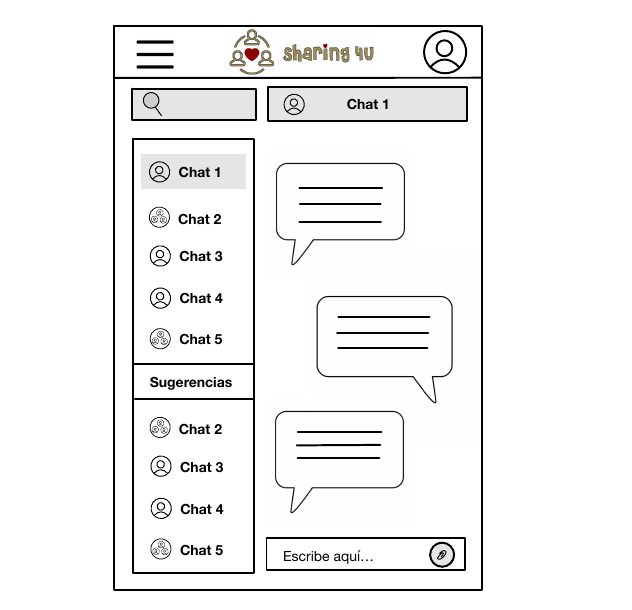 sharing 4U
Chat 1
Chat 1
Chat 2
Chat 3
Chat 4
Chat 5
Sugerencias
Chat 2
Chat 3
Chat 4
Chat 5
Escribe aquí...